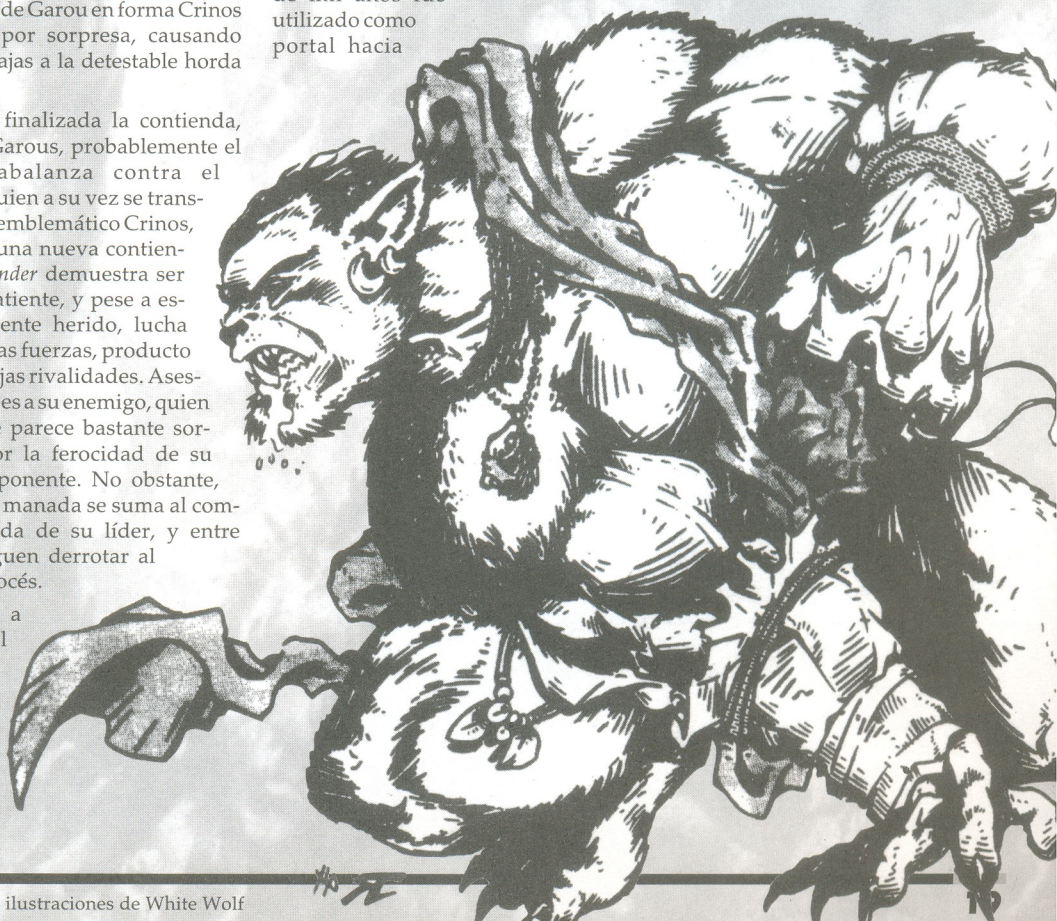 de Garou en forma Crinos
por sorpresa, causando
ajas a la detestable horda
finalizada la contienda,
Garous, probablemente el
abalanza contra el
uien a su vez se trans-
emblemático Crinos,
una nueva contien-
nder demuestra ser
atiente, y pese a es-
ente herido, lucha
as fuerzas, producto
jas rivalidades. Ases-
es a su enemigo, quien
e parece bastante sor-
or la ferocidad de su
ponente. No obstante,
manada se suma al com-
da de su líder, y entre
guen derrotar al
océs.
a
l
de mil años fue
utilizado como
portal hacia
ilustraciones de White Wolf
19